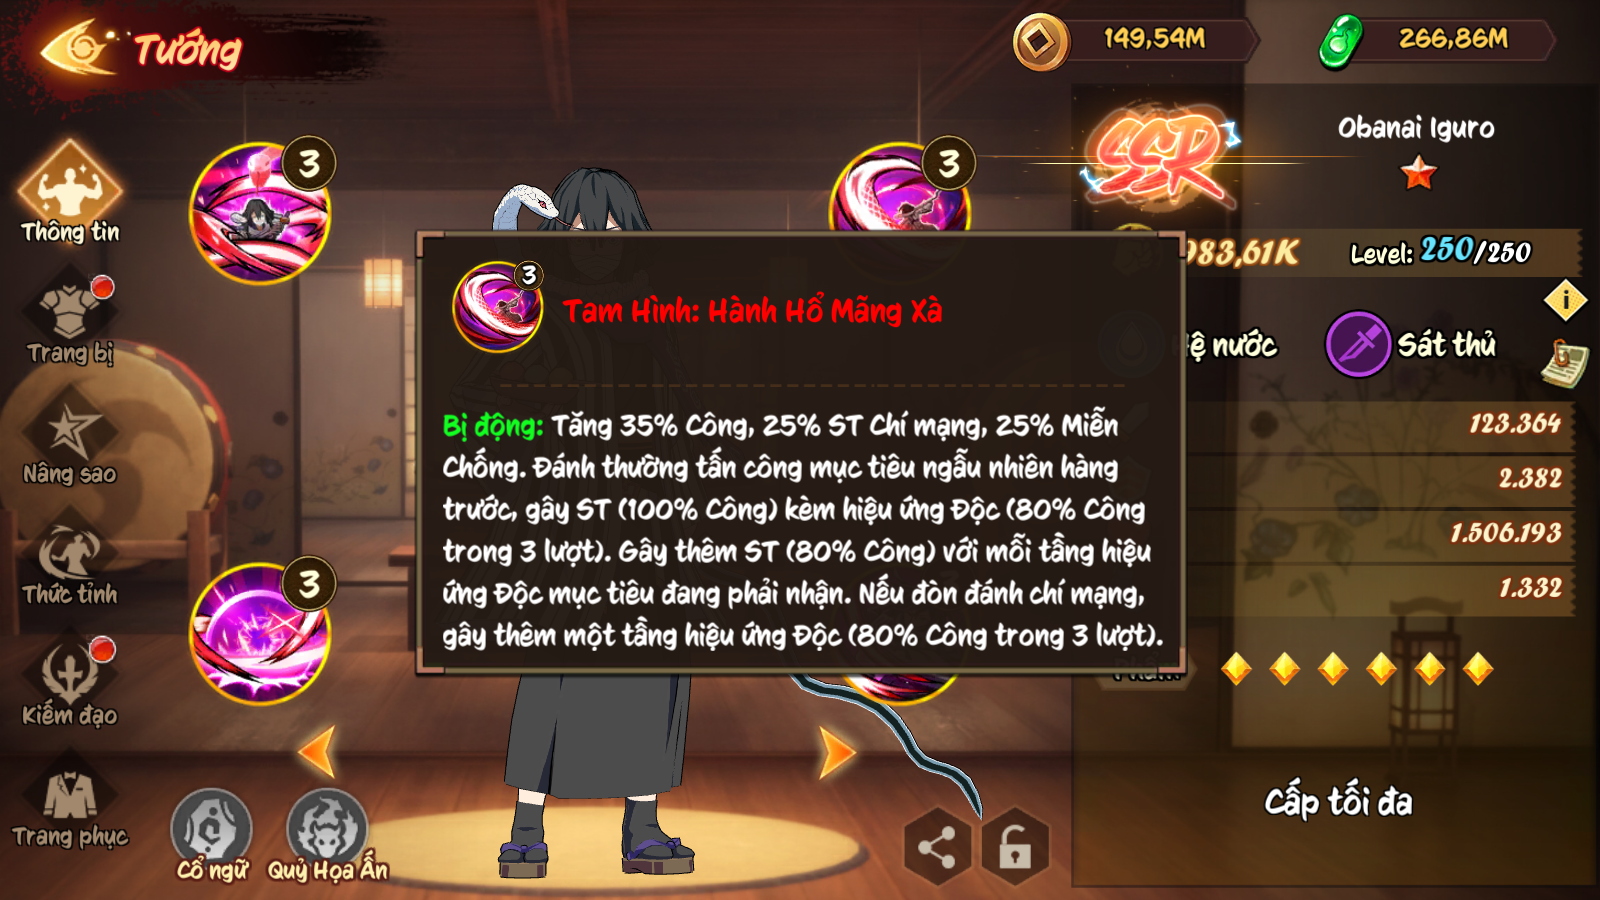 Tướng
149,54M
266,86M
SSR
Obanai Iguro
983,61K
Level: 250/250
Thông tin
3
3
3
Tam Hình: Hành Hổ Mãng Xà
Bị động: Tăng 35% Công, 25% ST Chí mạng, 25% Miễn
Chống. Đánh thường tấn công mục tiêu ngẫu nhiên hàng
trước, gây ST (100% Công) kèm hiệu ứng Độc (80% Công
trong 3 lượt). Gây thêm ST (80% Công) với mỗi tầng hiệu
ứng Độc mục tiêu đang phải nhận. Nếu đòn đánh chí mạng,
gây thêm một tầng hiệu ứng Độc (80% Công trong 3 lượt).
nước
Sát thủ
i
Trang bị
123.364
Nâng sao
2.382
1.506.193
Thức tỉnh
3
1.332
Kiếm đạo
Trang phục
Cổ ngữ
Quỷ Họa Ấn
Cấp tối đa